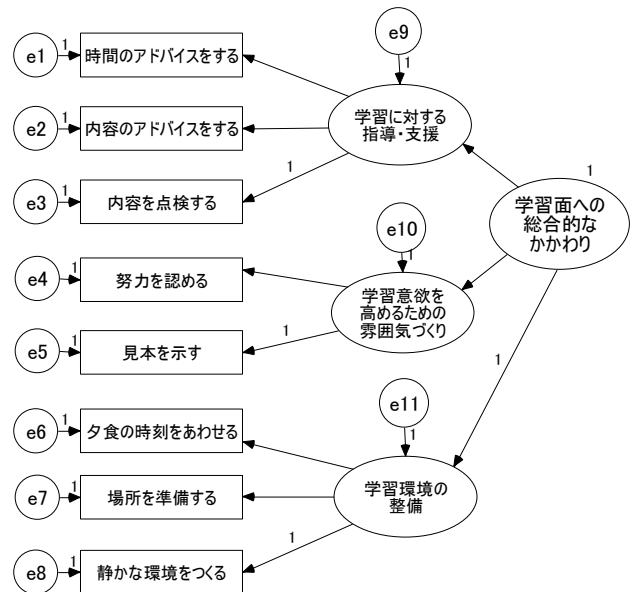 e9
1
e1
1
時間のアドバイスをする
e2
1
内容のアドバイスをする
学習に対する
指導・支援
1
e3
1
内容を点検する
1
学習面への
総合的な
かかわり
e10
1
e4
1
努力を認める
学習意欲を
高めるための
雰囲気づくり
1
e5
1
見本を示す
1
e11
1
e6
1
夕食の時刻をあわせる
e7
1
場所を準備する
学習環境の
整備
1
e8
1
静かな環境をつくる